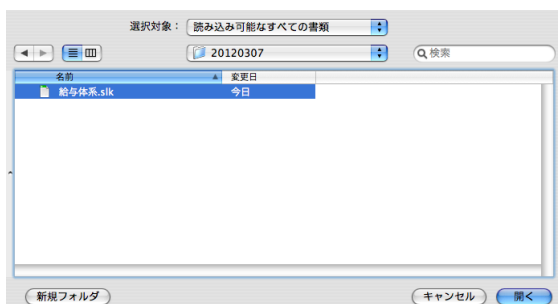 選択対象： 読み込み可能なすべての書類
20120307 検索
名前 変更日
給与体系.slk 今日
新規フォルダ キャンセル 開く